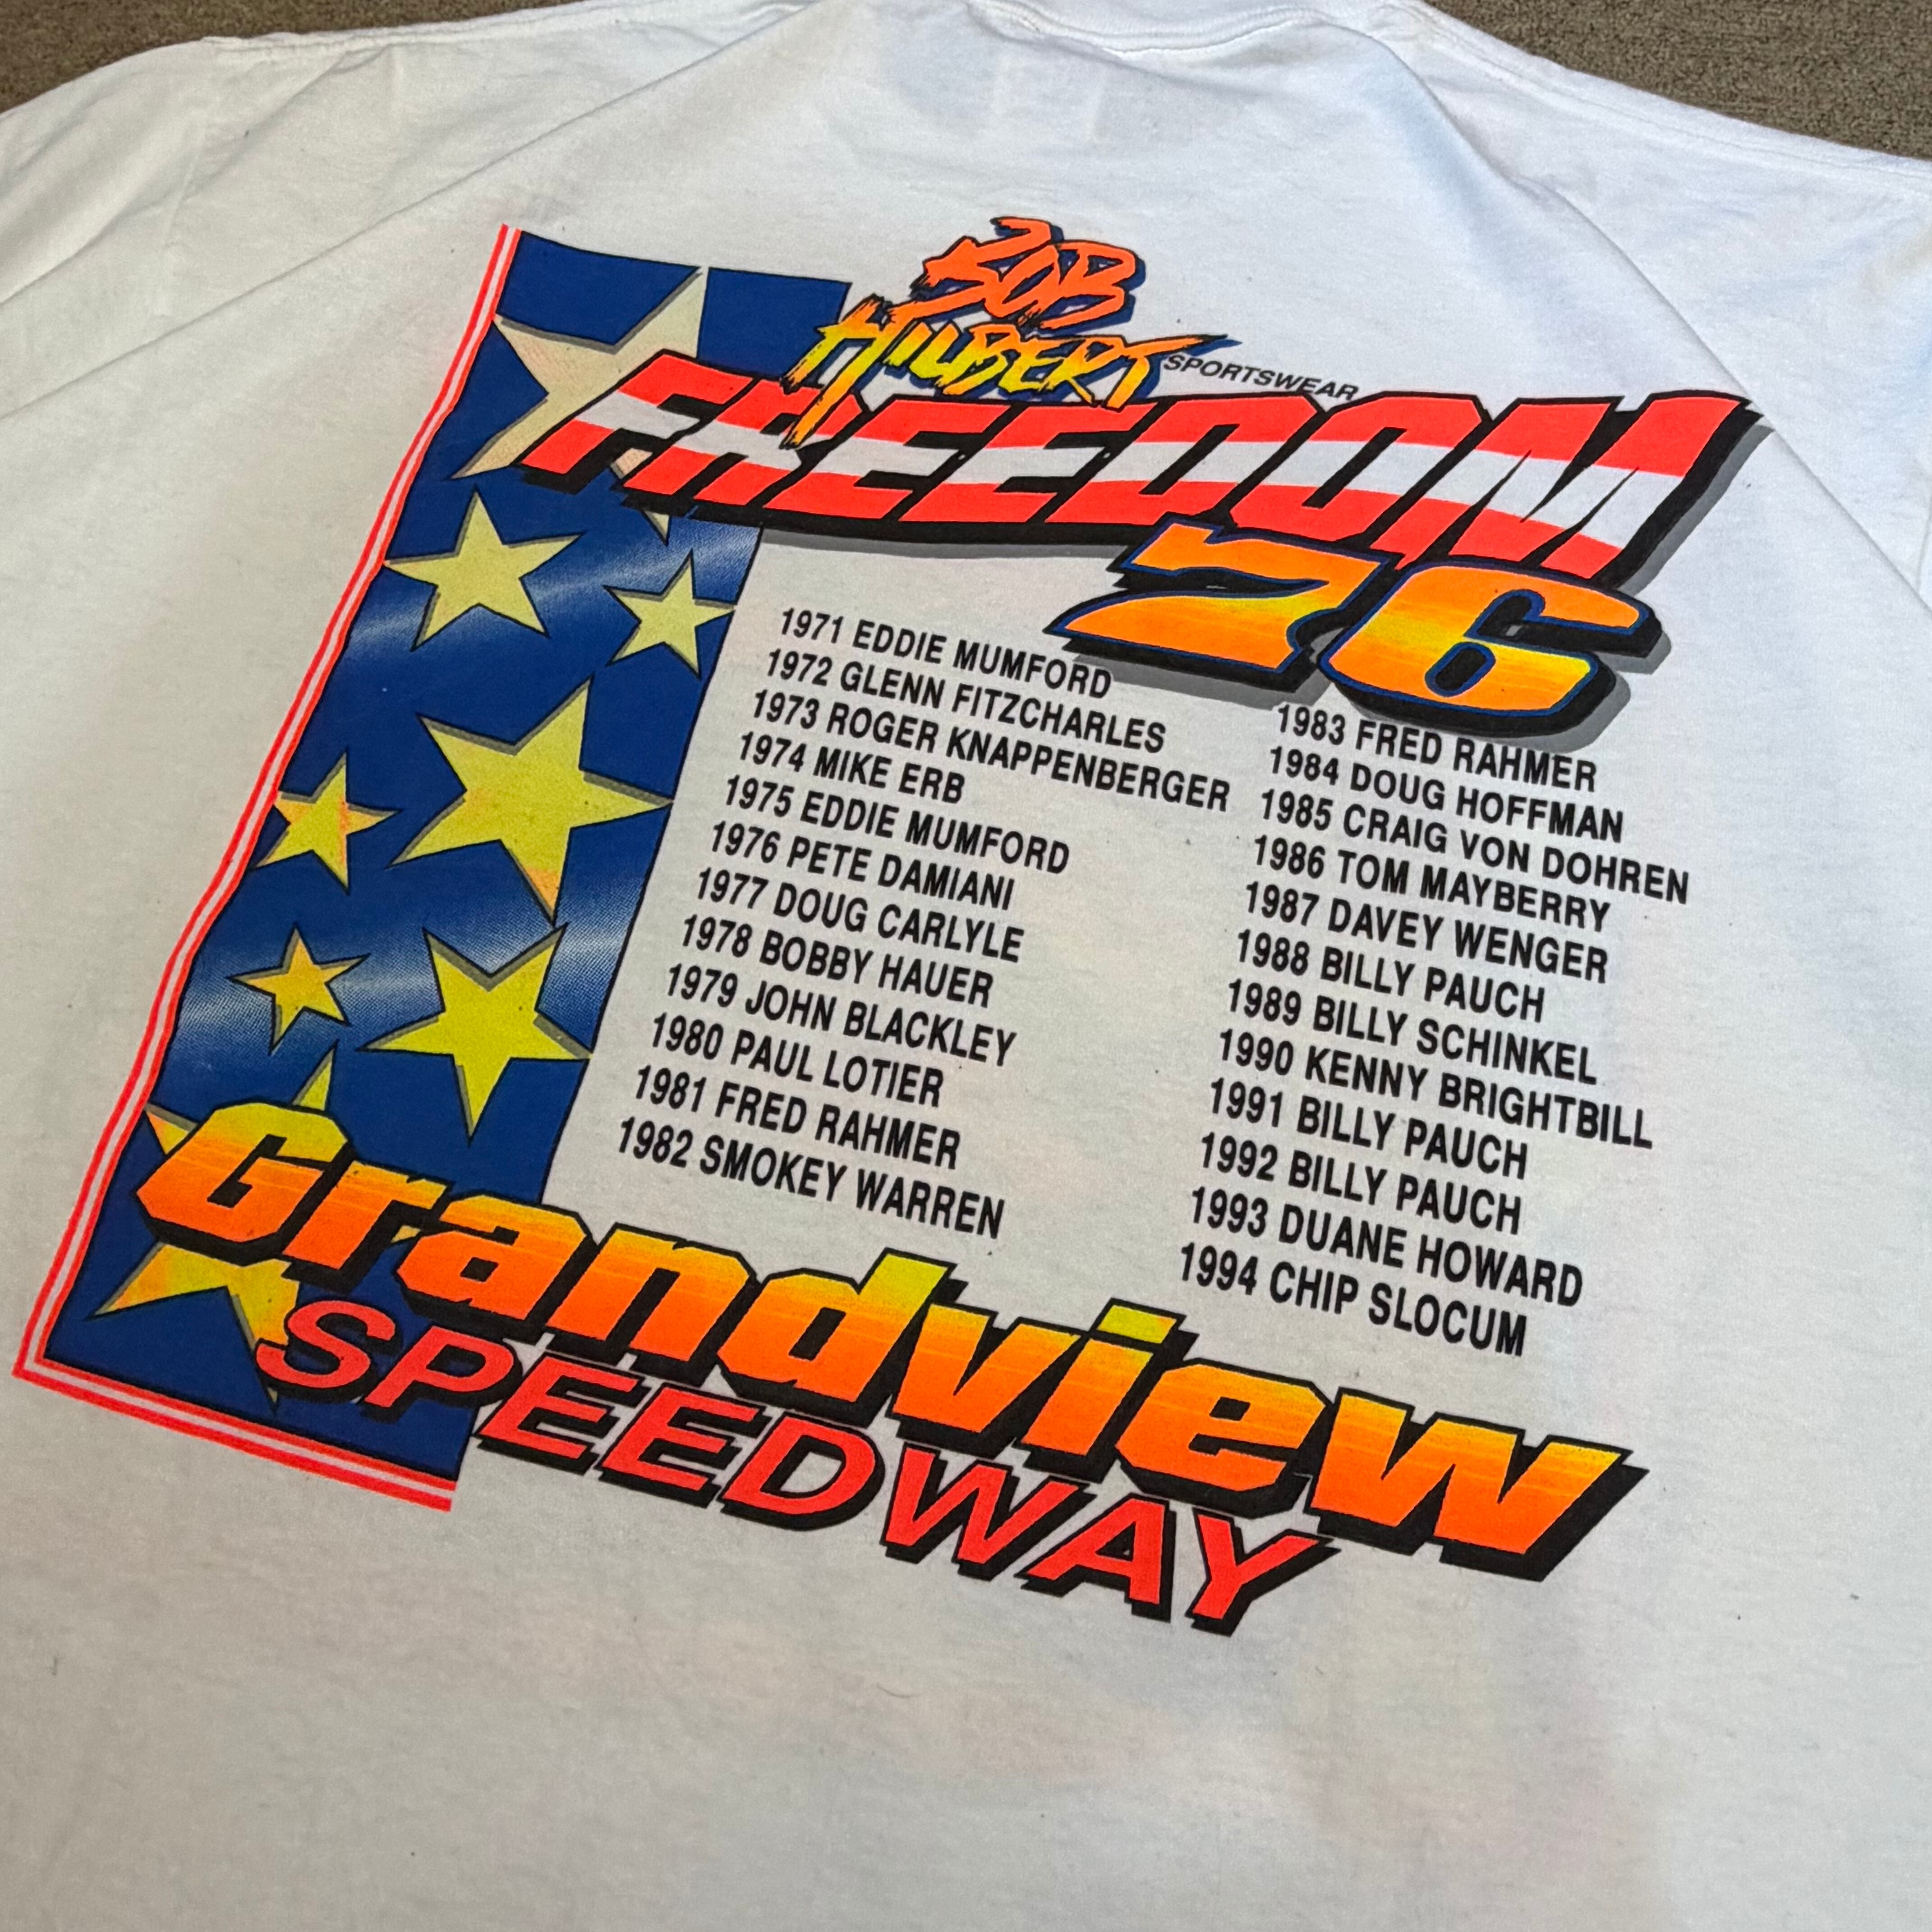 BOB
HILBERT SPORTSWEAR
FREEDOM
76
1971 EDDIE MUMFORD
1972 GLENN FITZCHARLES
1973 ROGER KNAPPENBERGER
1974 MIKE ERB
1975 EDDIE MUMFORD
1976 PETE DAMIANI
1977 DOUG CARLYLE
1978 BOBBY HAUER
1979 JOHN BLACKLEY
1980 PAUL LOTIER
1981 FRED RAHMER
1982 SMOKEY WARREN
1983 FRED RAHMER
1984 DOUG HOFFMAN
1985 CRAIG VON DOHREN
1986 TOM MAYBERRY
1987 DAVEY WENGER
1988 BILLY PAUCH
1989 BILLY SCHINKEL
1990 KENNY BRIGHTBILL
1991 BILLY PAUCH
1992 BILLY PAUCH
1993 DUANE HOWARD
1994 CHIP SLOCUM
Grandview
SPEEDWAY